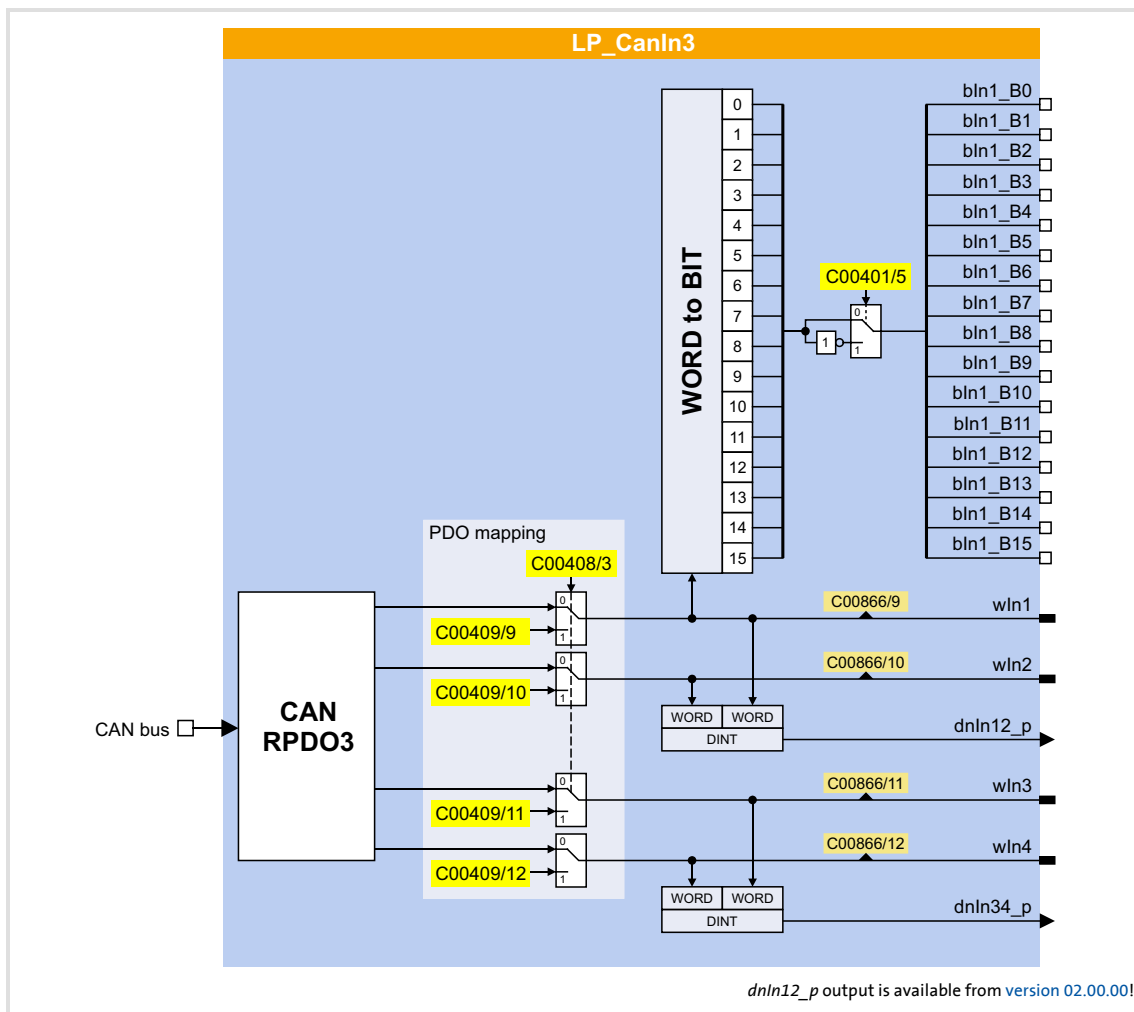 LP_CanIn3
bIn1_B0
0
bIn1_B1
1
bIn1_B2
2
bIn1_B3
3
bIn1_B4
4
bIn1_B5
5
bIn1_B6
C00401/5
6
bIn1_B7
7
0
bIn1_B8
8
1
1
bIn1_B9
9
bIn1_B10
10
bIn1_B11
11
bIn1_B12
12
bIn1_B13
13
bIn1_B14
14
bIn1_B15
15
WORD to BIT
PDO mapping
C00408/3
0
C00409/9
1
C00866/9
wIn1
0
C00409/10
1
C00866/10
wIn2
WORD WORD
DINT
dnIn12_p
CAN bus
CAN
RPDO3
0
C00409/11
1
C00866/11
wIn3
0
C00409/12
1
C00866/12
wIn4
WORD WORD
DINT
dnIn34_p
dnIn12_p output is available from version 02.00.00!